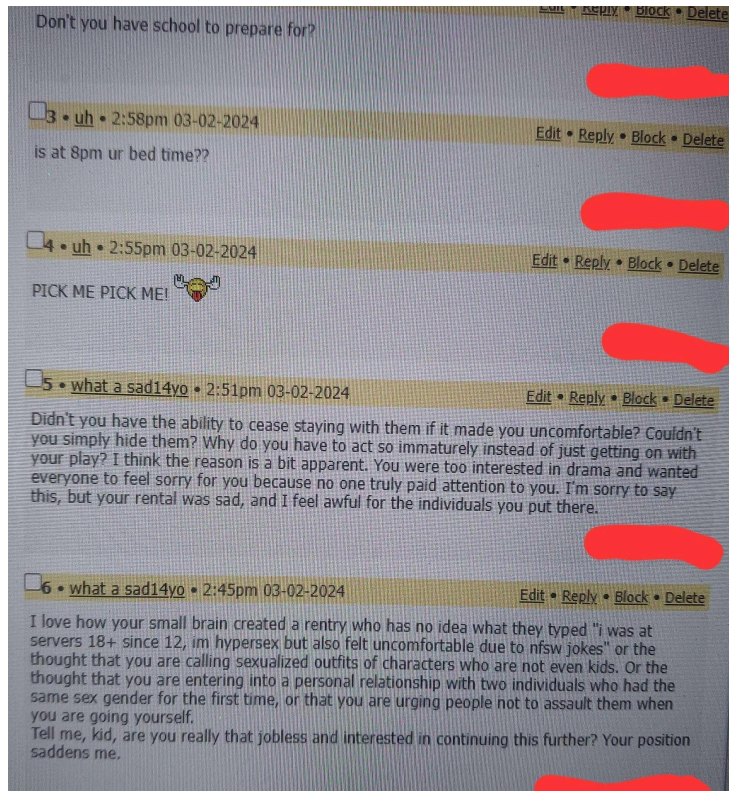 Edit • Reply • Block • Delete
Don't you have school to prepare for?
3 • uh • 2:58pm 03-02-2024
Edit • Reply • Block • Delete
is at 8pm ur bed time??
4 • uh • 2:55pm 03-02-2024
Edit • Reply • Block • Delete
PICK ME PICK ME!
5 • what a sad14yo • 2:51pm 03-02-2024
Edit • Reply • Block • Delete
Didn't you have the ability to cease staying with them if it made you uncomfortable? Couldn't
you simply hide them? Why do you have to act so immaturely instead of just getting on with
your play? I think the reason is a bit apparent. You were too interested in drama and wanted
everyone to feel sorry for you because no one truly paid attention to you. I'm sorry to say
this, but your rental was sad, and I feel awful for the individuals you put there.
6 • what a sad14yo • 2:45pm 03-02-2024
Edit • Reply • Block • Delete
I love how your small brain created a rentry who has no idea what they typed "i was at
servers 18+ since 12, im hypersex but also felt uncomfortable due to nfsw jokes" or the
thought that you are calling sexualized outfits of characters who are not even kids. Or the
thought that you are entering into a personal relationship with two individuals who had the
same sex gender for the first time, or that you are urging people not to assault them when
you are going yourself.
Tell me, kid, are you really that jobless and interested in continuing this further? Your position
saddens me.